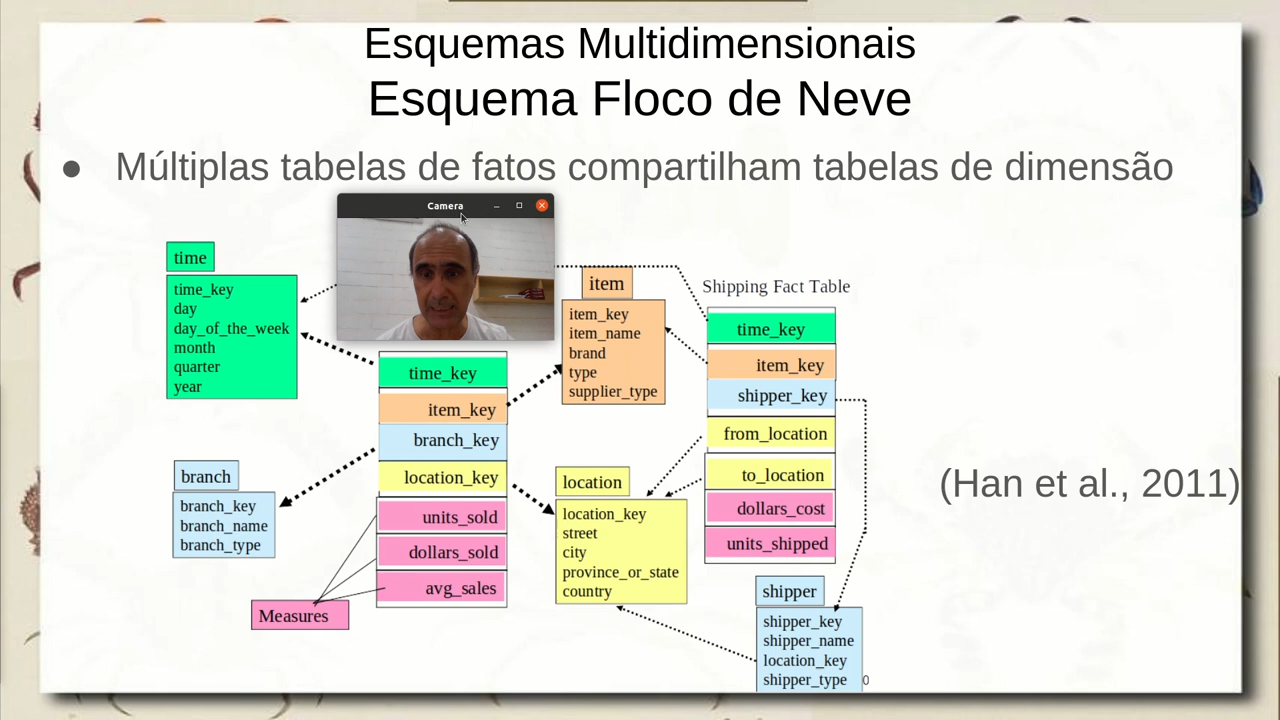 Esquemas Multidimensionais
Esquema Floco de Neve
● Múltiplas tabelas de fatos compartilham tabelas de dimensão
Camera
time
time_key
day
day_of_the_week
month
quarter
year
item
item_key
item_name
brand
type
supplier_type
Shipping Fact Table
time_key
item_key
shipper_key
from_location
to_location
dollars_cost
units_shipped
time_key
item_key
branch_key
location_key
units_sold
dollars_sold
avg_sales
branch
branch_key
branch_name
branch_type
Measures
location
location_key
street
city
province_or_state
country
(Han et al., 2011)
shipper
shipper_key
shipper_name
location_key
shipper_type
0